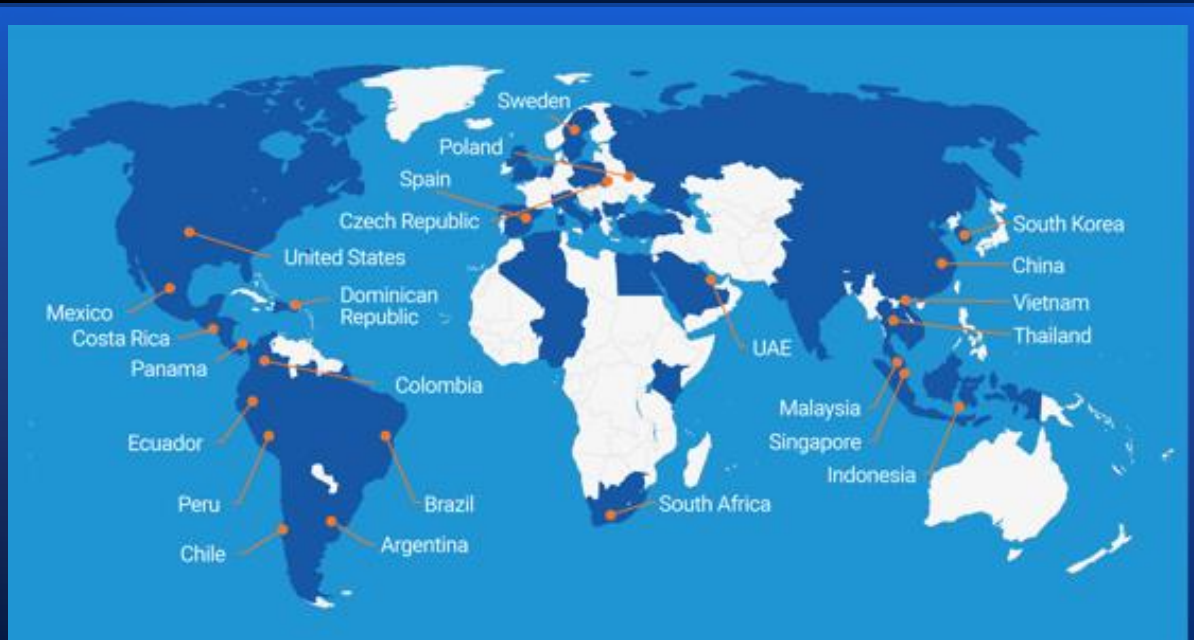 Sweden
Poland
Spain
Czech Republic
South Korea
United States
China
Dominican
Republic
Mexico
Vietnam
Costa Rica
Thailand
Panama
UAE
Colombia
Malaysia
Ecuador
Singapore
Indonesia
Peru
Brazil
South Africa
Chile
Argentina